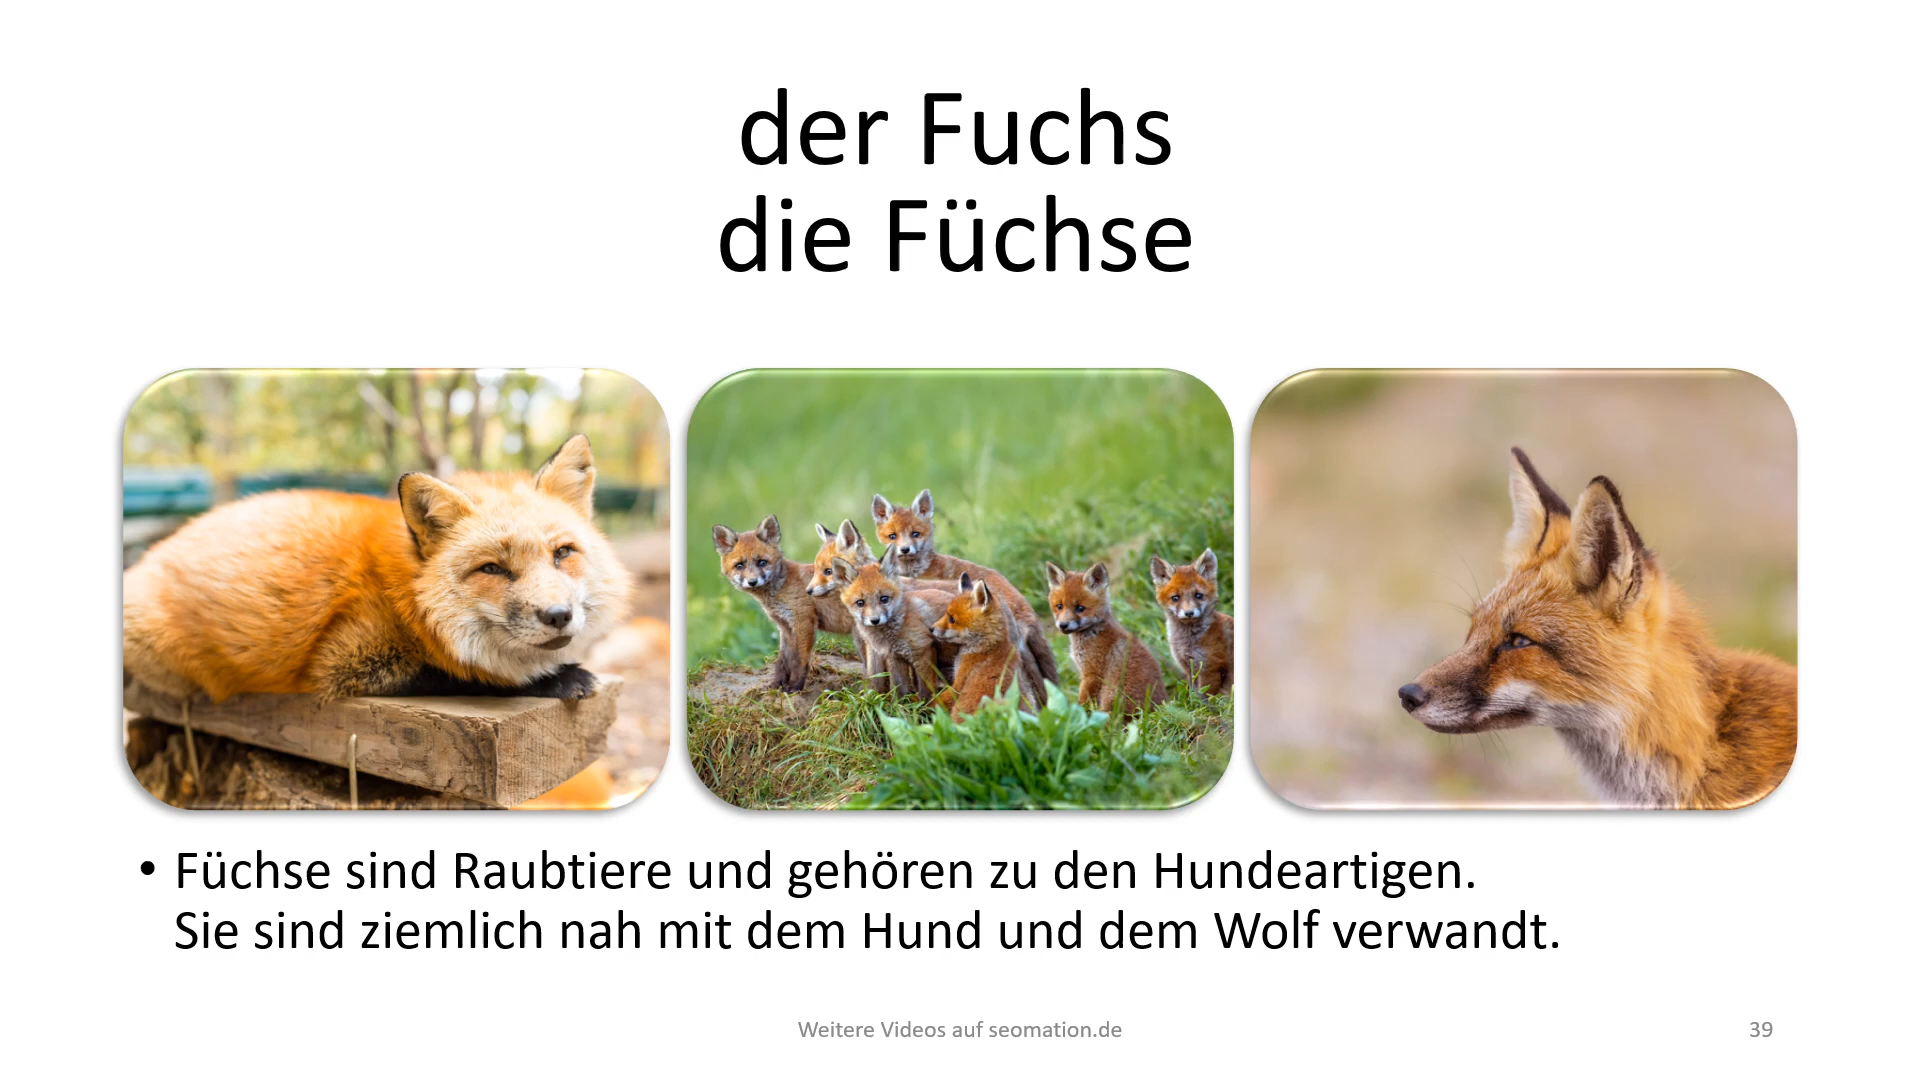 der Fuchs
die Füchse
• Füchse sind Raubtiere und gehören zu den Hundeartigen.
Sie sind ziemlich nah mit dem Hund und dem Wolf verwandt.
Weitere Videos auf seomation.de
39